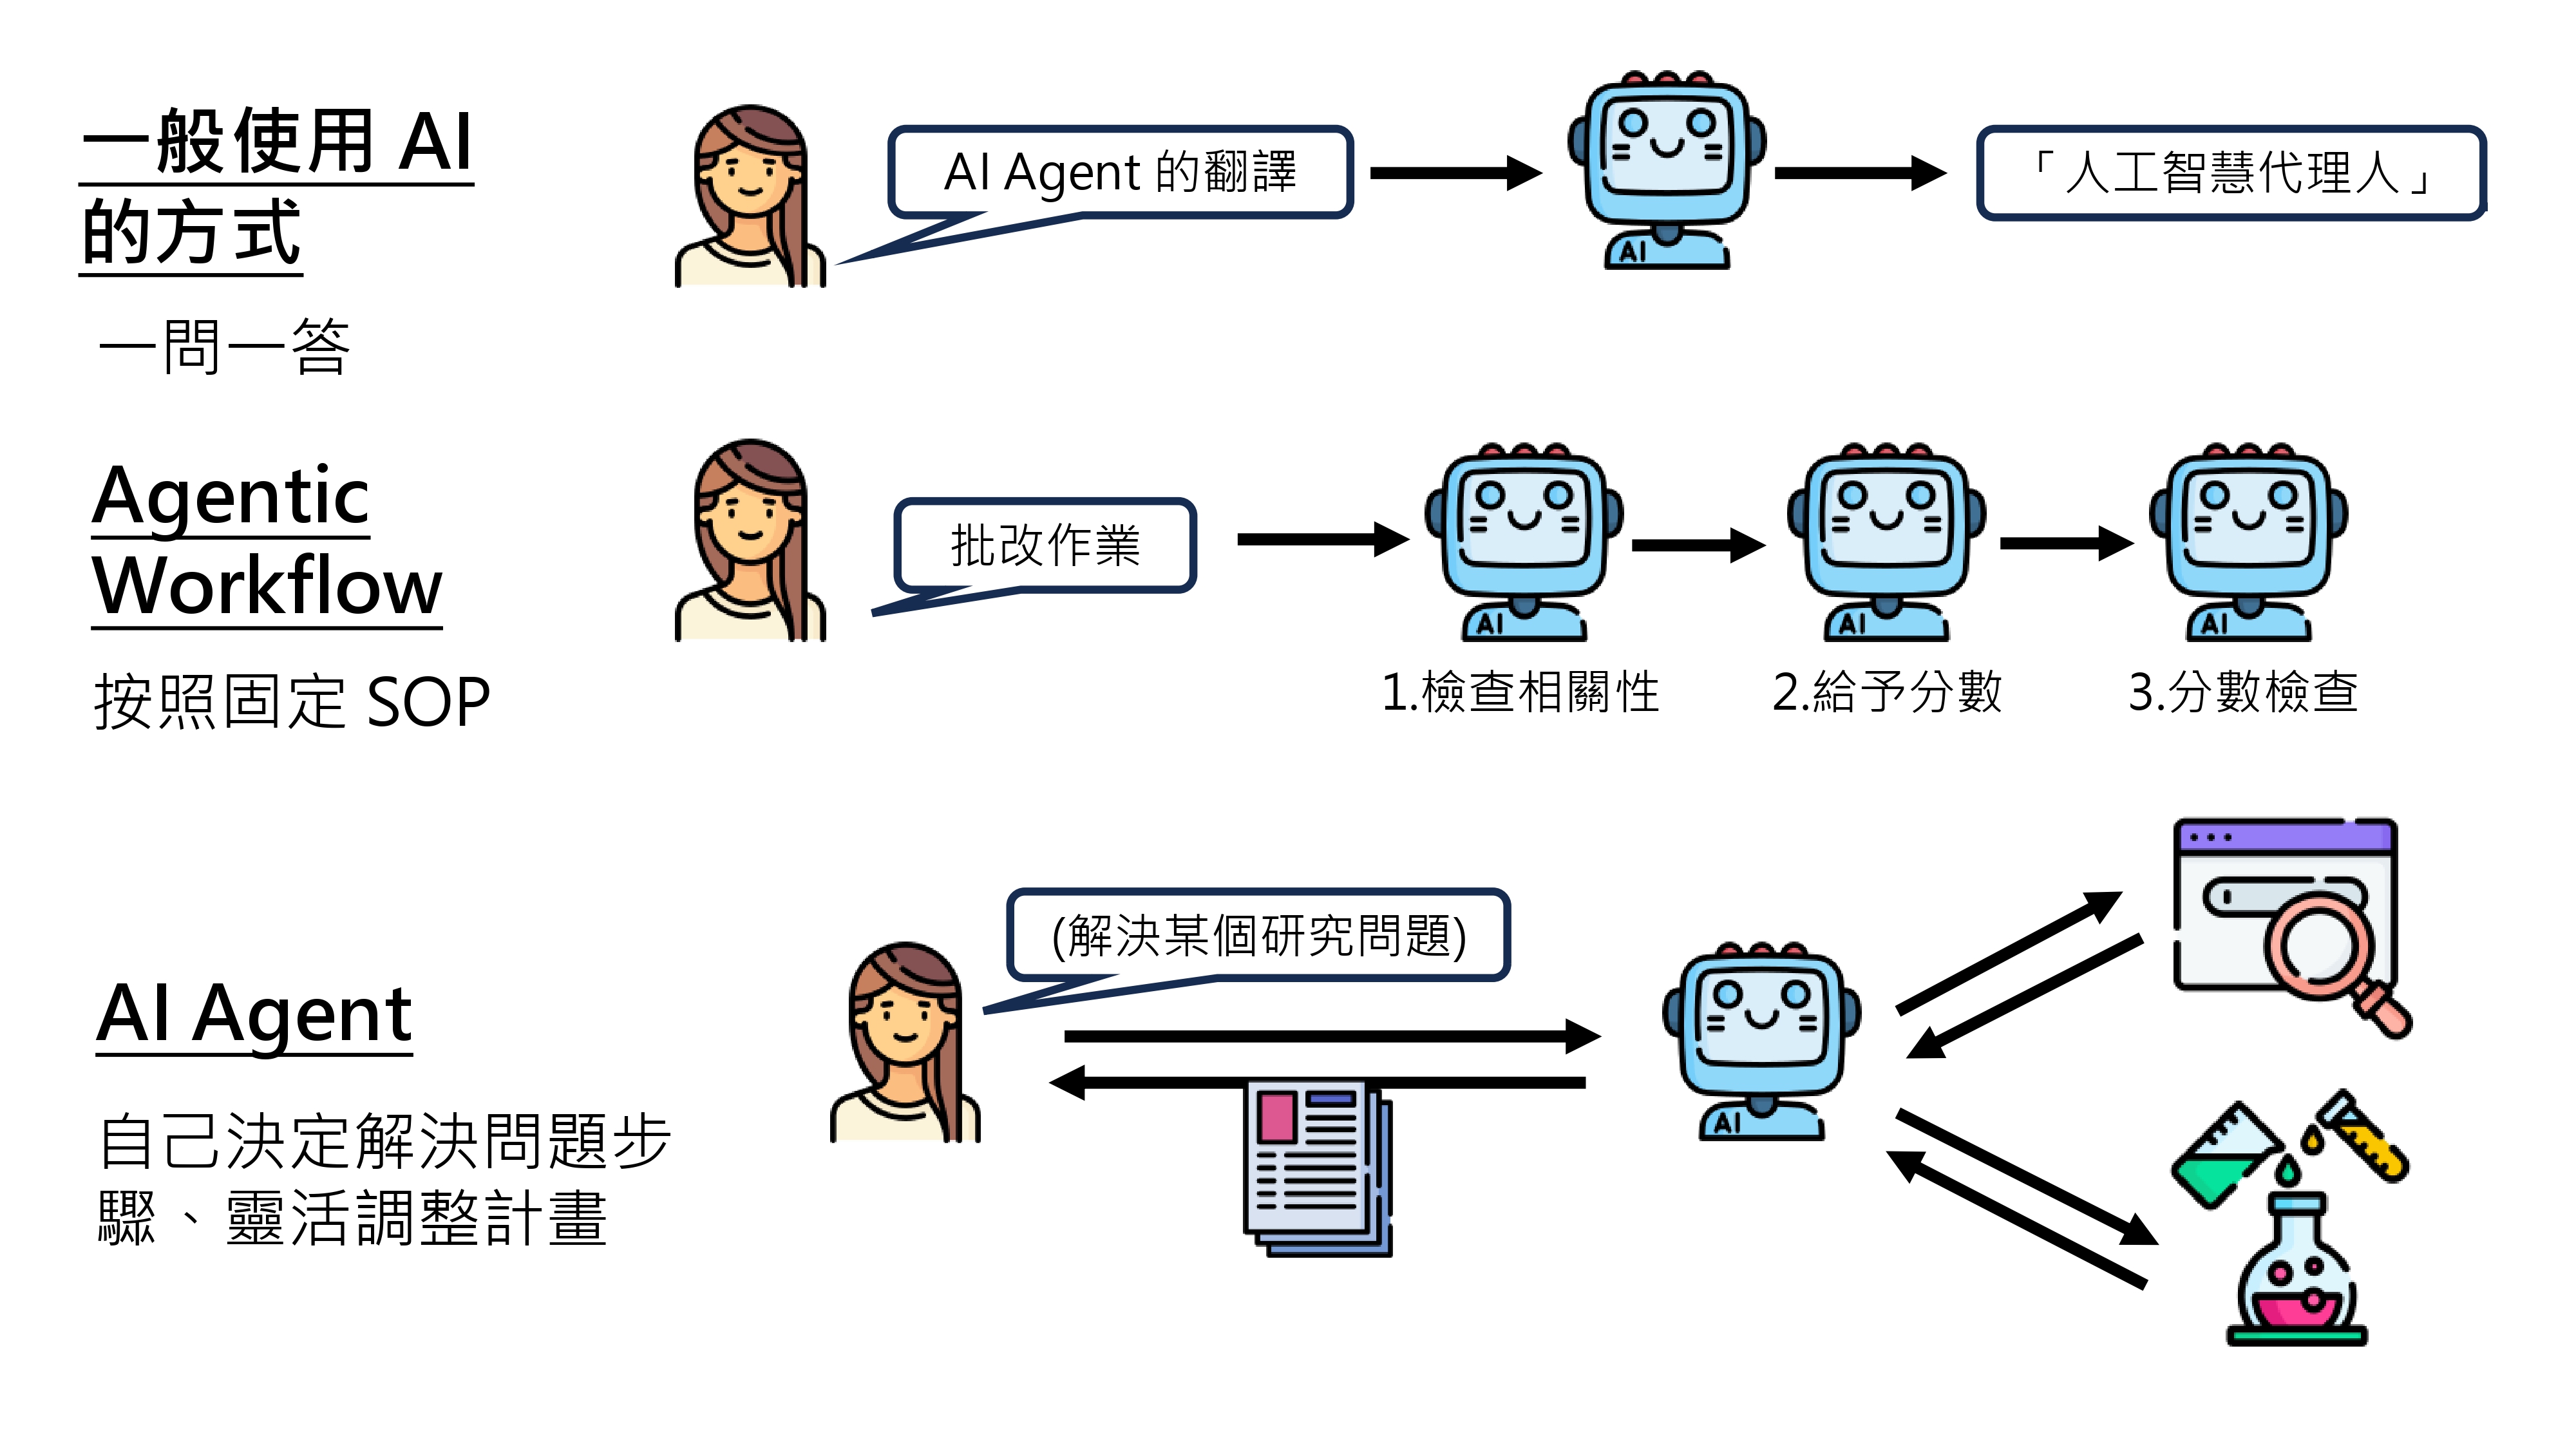 一般使用 AI
的方式
一問一答
AI Agent 的翻譯
AI
「人工智慧代理人」
Agentic
Workflow
按照固定 SOP
批改作業
AI
AI
AI
1.檢查相關性
2.給予分數
3.分數檢查
AI Agent
自己決定解決問題步
驟、靈活調整計畫
(解決某個研究問題)
AI